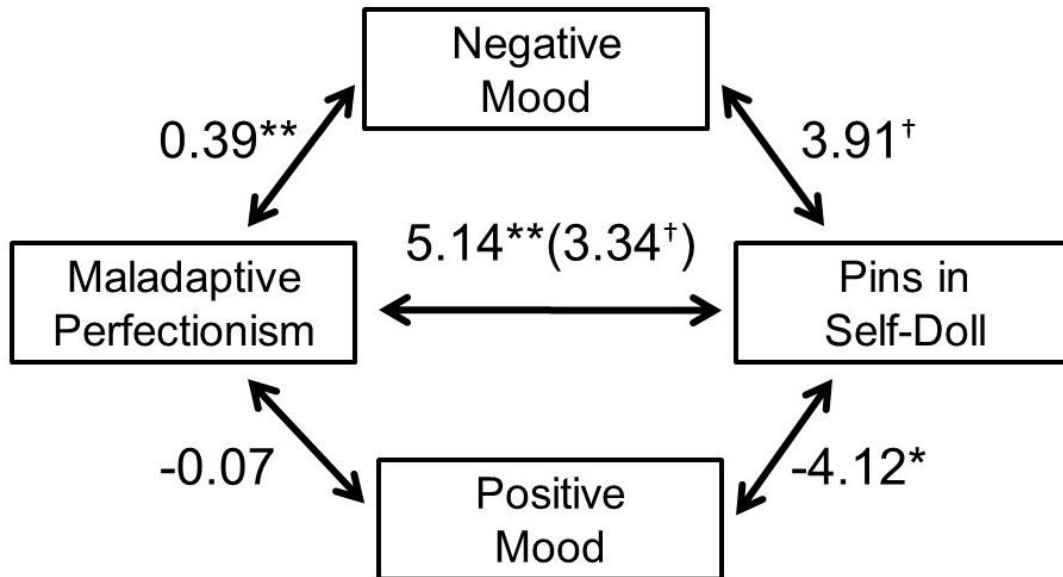 Negative
Mood
0.39**
3.91†
5.14**(3.34†)
Maladaptive
Perfectionism
Pins in
Self-Doll
-0.07
-4.12*
Positive
Mood